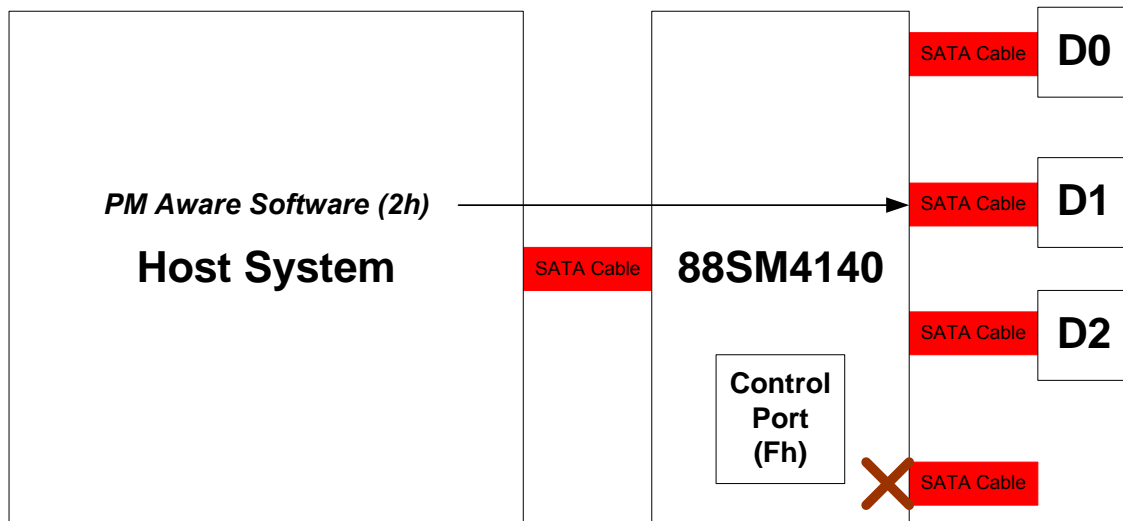 SATA Cable
D0
PM Aware Software (2h)
SATA Cable
D1
Host System
SATA Cable
88SM4140
SATA Cable
D2
Control
Port
(Fh)
SATA Cable